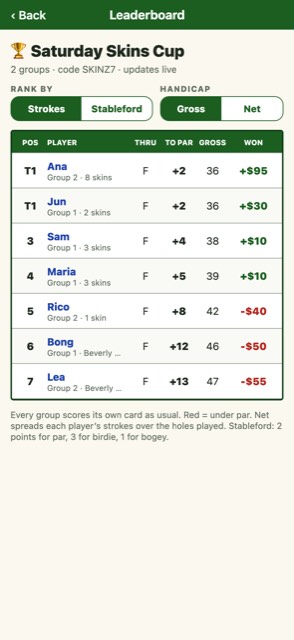 ‹ Back Leaderboard
🏆 Saturday Skins Cup
2 groups · code SKINZ7 · updates live
RANK BY HANDICAP
Strokes Stableford Gross Net
POS PLAYER THRU TO PAR GROSS WON
T1 Ana F +2 36 +$95
Group 2 · 8 skins
T1 Jun F +2 36 +$30
Group 1 · 2 skins
3 Sam F +4 38 +$10
Group 1 · 3 skins
4 Maria F +5 39 +$10
Group 1 · 3 skins
5 Rico F +8 42 -$40
Group 2 · 1 skin
6 Bong F +12 46 -$50
Group 1 · Beverly ...
7 Lea F +13 47 -$55
Group 2 · Beverly ...
Every group scores its own card as usual. Red = under par. Net
spreads each player's strokes over the holes played. Stableford: 2
points for par, 3 for birdie, 1 for bogey.